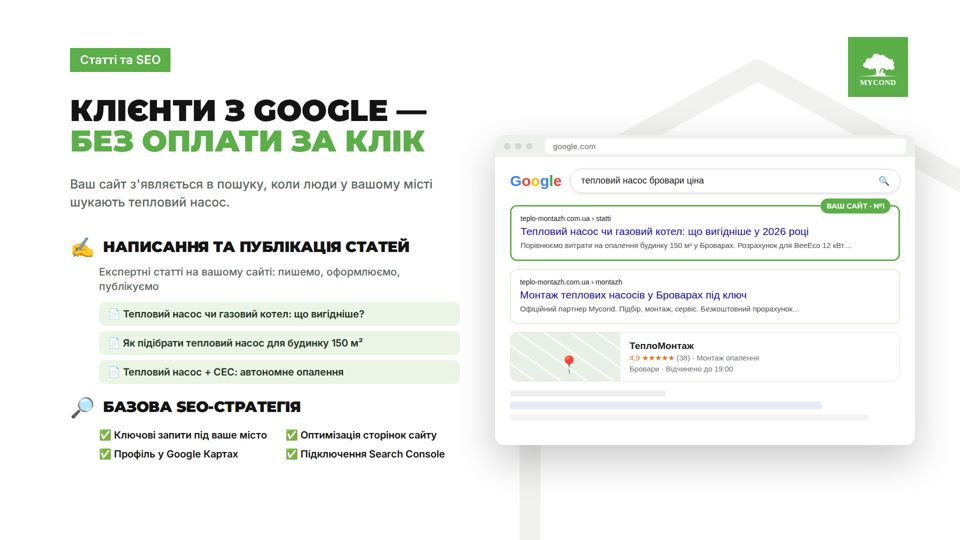 Статті та SEO
MYCOND
КЛІЄНТИ З GOOGLE —
БЕЗ ОПЛАТИ ЗА КЛІК
Ваш сайт з'являється в пошуку, коли люди у вашому місті
шукають тепловий насос.
НАПИСАННЯ ТА ПУБЛІКАЦІЯ СТАТЕЙ
Експертні статті на вашому сайті: пишемо, оформлюємо,
публікуємо
Тепловий насос чи газовий котел: що вигідніше?
Як підібрати тепловий насос для будинку 150 м²
Тепловий насос + СЕС: автономне опалення
БАЗОВА SEO-СТРАТЕГІЯ
✅ Ключові запити під ваше місто
✅ Оптимізація сторінок сайту
✅ Профіль у Google Картах
✅ Підключення Search Console
google.com
Google
тепловий насос бровари ціна
ВАШ САЙТ · №1
teplo-montazh.com.ua › statti
Тепловий насос чи газовий котел: що вигідніше у 2026 році
Порівнюємо витрати на опалення будинку 150 м² у Броварах. Розрахунок для BeeEco 12 кВт…
teplo-montazh.com.ua › montazh
Монтаж теплових насосів у Броварах під ключ
Офіційний партнер Mycond. Підбір, монтаж, сервіс. Безкоштовний прорахунок…
ТеплоМонтаж
4,9 ★★★★★ (38) · Монтаж опалення
Бровари · Відчинено до 19:00